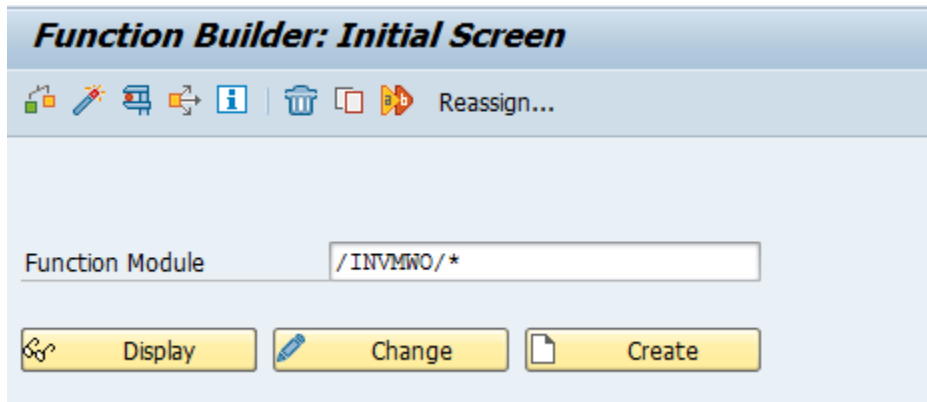 Function Builder: Initial Screen
Reassign...
Function Module /INVMWO/*
Display Change Create